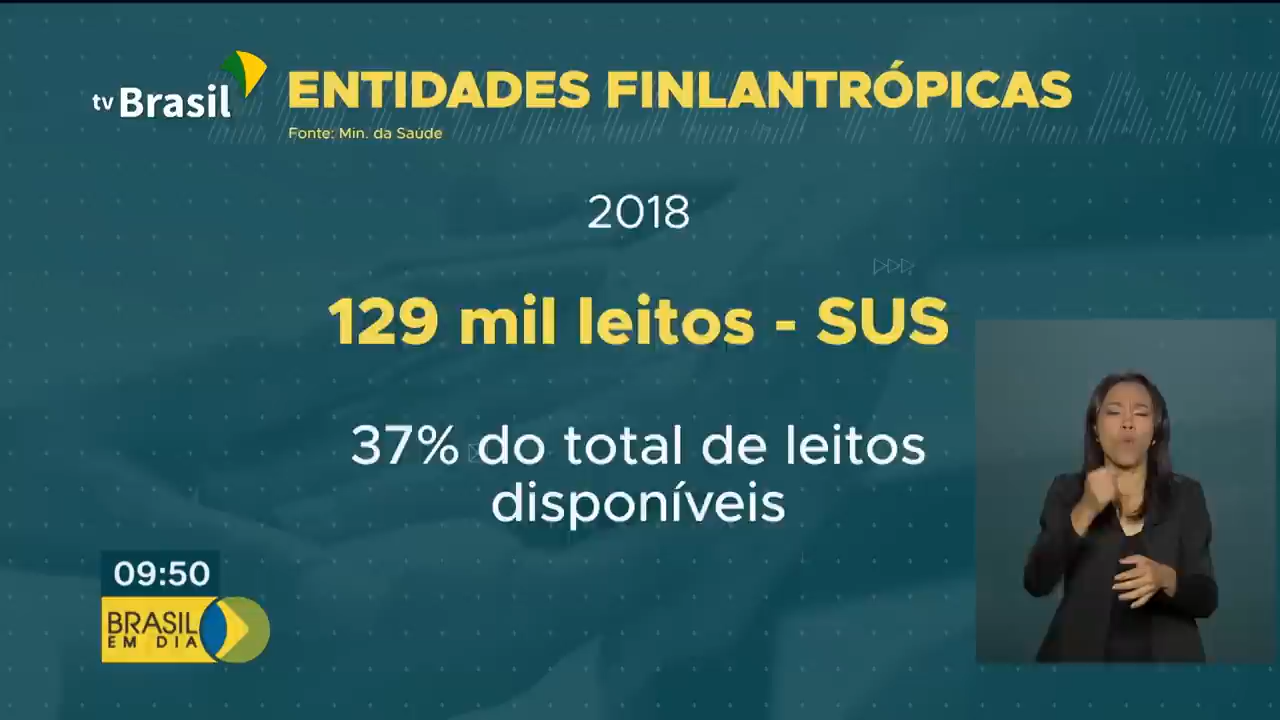 tv Brasil
ENTIDADES FINLANTRÓPICAS
Fonte: Min. da Saúde
2018
129 mil leitos - SUS
37% do total de leitos
disponíveis
09:50
BRASIL
EM DIA